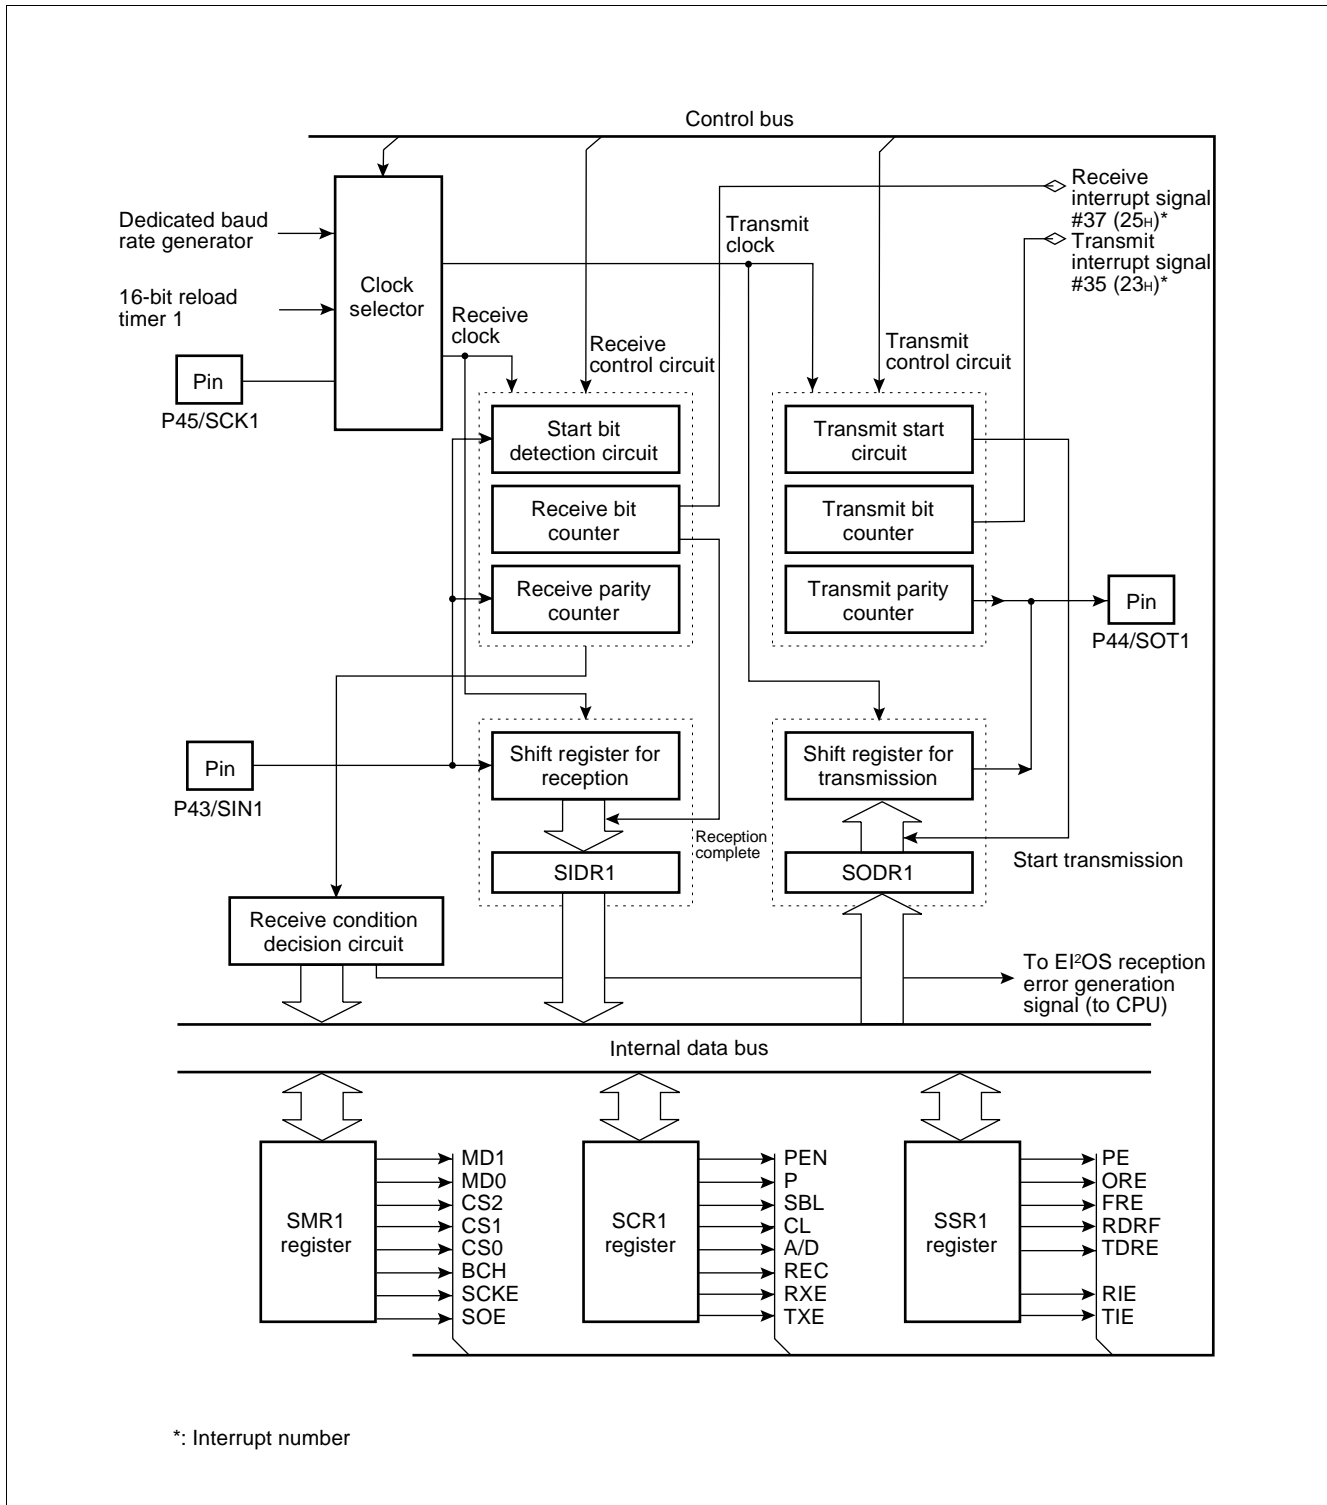 Control bus
Receive
interrupt signal
#37 (25H)*
Transmit
interrupt signal
#35 (23H)*
Dedicated baud
rate generator
16-bit reload
timer 1
Clock
selector
Transmit
clock
Receive
clock
Receive
control circuit
Transmit
control circuit
Pin
P45/SCK1
Start bit
detection circuit
Receive bit
counter
Receive parity
counter
Transmit start
circuit
Transmit bit
counter
Transmit parity
counter
Pin
P44/SOT1
Pin
P43/SIN1
Shift register for
reception
Shift register for
transmission
Reception
complete
Start transmission
SIDR1
SODR1
Receive condition
decision circuit
To EI²OS reception
error generation
signal (to CPU)
Internal data bus
SMR1
register
MD1
MD0
CS2
CS1
CS0
BCH
SCKE
SOE
SCR1
register
PEN
P
SBL
CL
A/D
REC
RXE
TXE
SSR1
register
PE
ORE
FRE
RDRF
TDRE
RIE
TIE
*: Interrupt number